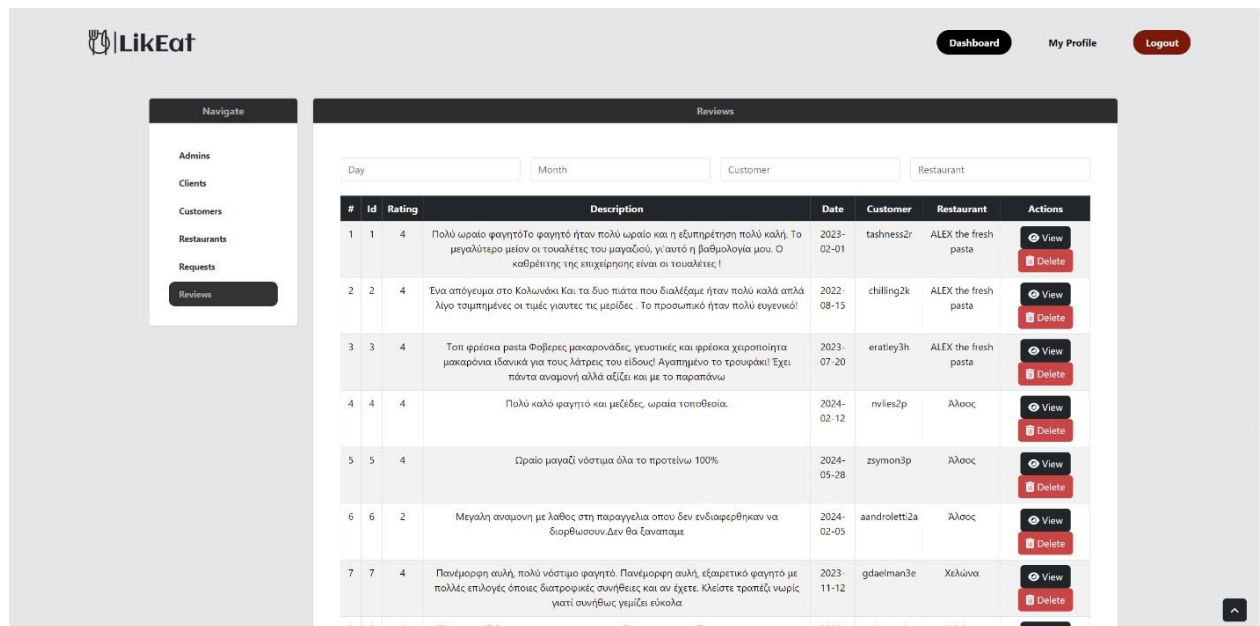 LikEat
Dashboard My Profile Logout
Navigate
Reviews
Admins
Clients
Customers
Restaurants
Requests
Reviews
Day Month Customer Restaurant
# Id Rating Description Date Customer Restaurant Actions
1 1 4 Πολύ ωραίο φαγητόΤο φαγητό ήταν πολύ ωραίο και η εξυπηρέτηση πολύ καλή. Το 2023- tashness2r ALEX the fresh View
μεγαλύτερο μείον οι τουαλέτες του μαγαζιού, γι'αυτό η βαθμολογία μου. Ο 02-01 pasta
καθρέπτης της επιχείρησης είναι οι τουαλέτες ! Delete
2 2 4 Ένα απόγευμα στο Κολωνάκι Και τα δυο πιάτα που διαλέξαμε ήταν πολύ καλά απλά 2022- chilling2k ALEX the fresh View
λίγο τσιμπημένες οι τιμές γιαυτες τις μερίδες . Το προσωπικό ήταν πολύ ευγενικό! 08-15 pasta Delete
3 3 4 Τοπ φρέσκα pasta Φοβερες μακαρονάδες, γευστικές και φρέσκα χειροποίητα 2023- eratley3h ALEX the fresh View
μακαρόνια ιδανικά για τους λάτρεις του είδους! Αγαπημένο το τρουφάκι! Έχει 07-20 pasta
πάντα αναμονή αλλά αξίζει και με το παραπάνω Delete
4 4 4 Πολύ καλό φαγητό και μεζέδες, ωραία τοποθεσία. 2024- nvlies2p Άλσος View
02-12 Delete
5 5 4 Ωραίο μαγαζί νόστιμα όλα το προτείνω 100% 2024- zsymon3p Άλσος View
05-28 Delete
6 6 2 Μεγαλη αναμονη με λαθος στη παραγγελια οπου δεν ενδιαφερθηκαν να 2024- aandroletti2a Άλσος View
διορθωσουν.Δεν θα ξαναπαμε 02-05 Delete
7 7 4 Πανέμορφη αυλή, πολύ νόστιμο φαγητό. Πανέμορφη αυλή, εξαιρετικό φαγητό με 2023- gdaelman3e Χελώνα View
πολλές επιλογές όποιες διατροφικές συνήθειες και αν έχετε. Κλείστε τραπέζι νωρίς 11-12
γιατί συνήθως γεμίζει εύκολα Delete